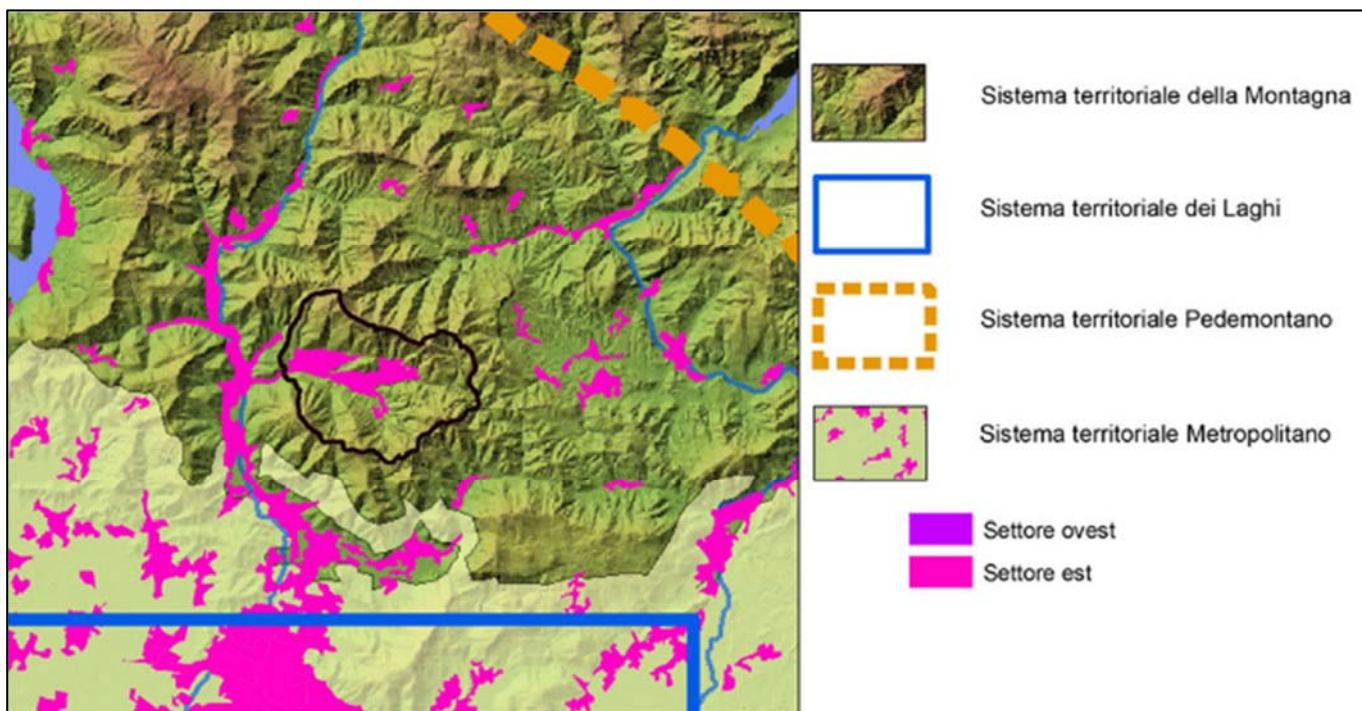 Sistema territoriale della Montagna
Sistema territoriale dei Laghi
Sistema territoriale Pedemontano
Sistema territoriale Metropolitano
Settore ovest
Settore est